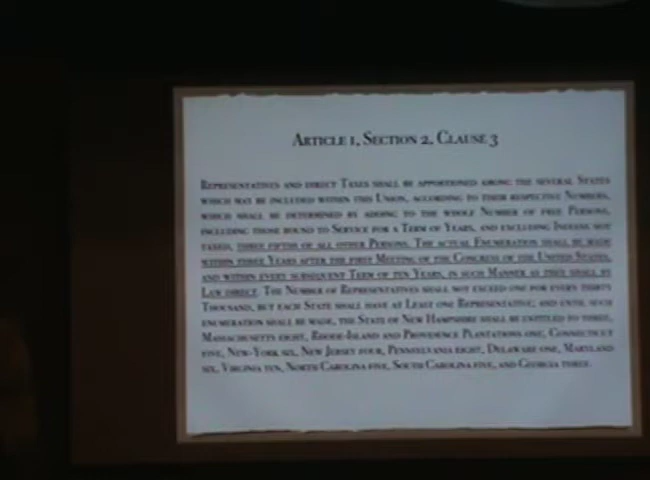 Article 1, Section 2, Clause 3
Representatives and direct Taxes shall be apportioned among the several States
which may be included within this Union, according to their respective Numbers,
which shall be determined by adding to the whole Number of free Persons,
including those bound to Service for a Term of Years, and excluding Indians not
taxed, three fifths of all other Persons. The actual Enumeration shall be made
within three Years after the first Meeting of the Congress of the United States,
and within every subsequent Term of ten Years, in such Manner as they shall by
Law direct. The Number of Representatives shall not exceed one for every thirty
Thousand, but each State shall have at Least one Representative; and until such
enumeration shall be made, the State of New Hampshire shall be entitled to three,
Massachusetts eight, Rhode-Island and Providence Plantations one, Connecticut
five, New-York six, New Jersey four, Pennsylvania eight, Delaware one, Maryland
six, Virginia ten, North Carolina five, South Carolina five, and Georgia three.